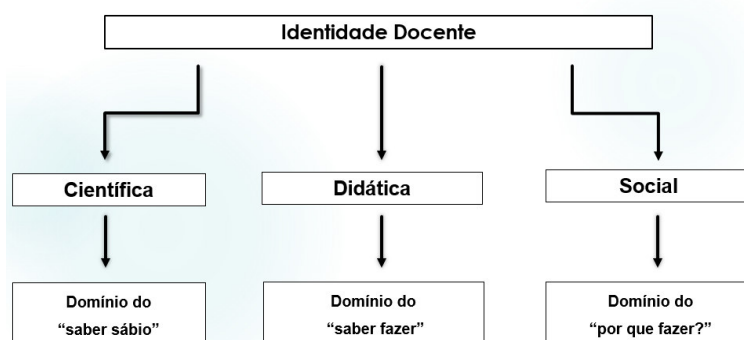 Identidade Docente
Científica
Didática
Social
Domínio do
“saber sábio”
Domínio do
“saber fazer”
Domínio do
“por que fazer?”